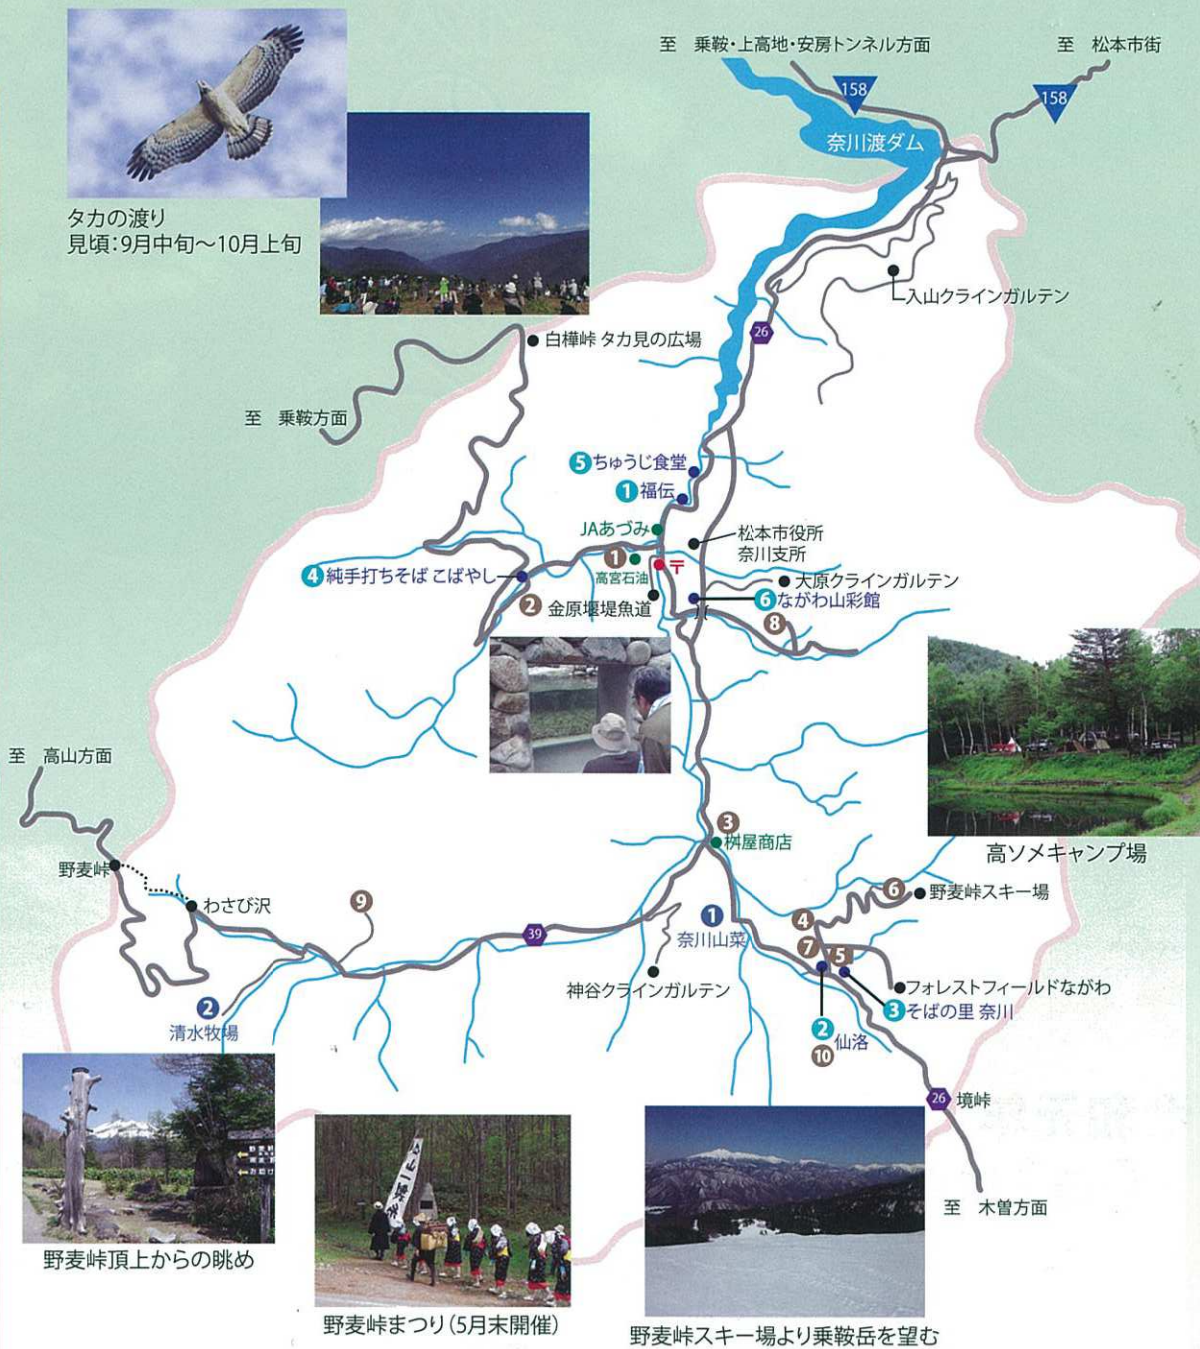 至 乗鞍・上高地・安房トンネル方面
至 松本市街
158
158
奈川渡ダム
タカの渡り
見頃：9月中旬～10月上旬
入山クラインガルテン
26
白樺峠 タカ見の広場
至 乗鞍方面
5 ちゅうじ食堂
1 福伝
JAあづみ
松本市役所
奈川支所
1
高宮石油
〒
4 純手打ちそば こばやし
大原クラインガルテン
2 金原堰堤魚道
6 ながわ山彩館
8
至 高山方面
3
桝屋商店
高ソメキャンプ場
野麦峠
わさび沢
9
6 野麦峠スキー場
4
1
奈川山菜
39
7
5
神谷クラインガルテン
フォレストフィールドながわ
2
清水牧場
3 そばの里 奈川
2
仙洛
10
26 境峠
至 木曽方面
野麦峠頂上からの眺め
野麦峠まつり（5月末開催）
野麦峠スキー場より乗鞍岳を望む